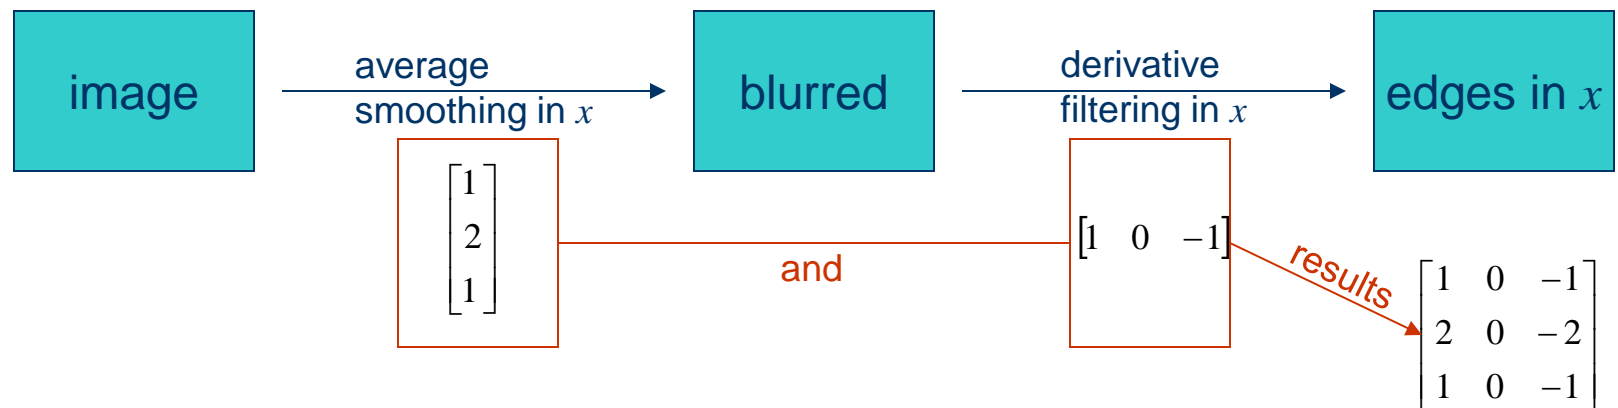 image
average
smoothing in x
blurred
derivative
filtering in x
edges in x
[1
2
1]
and
[1 0 −1]
results
[1 0 −1
2 0 −2
1 0 −1]